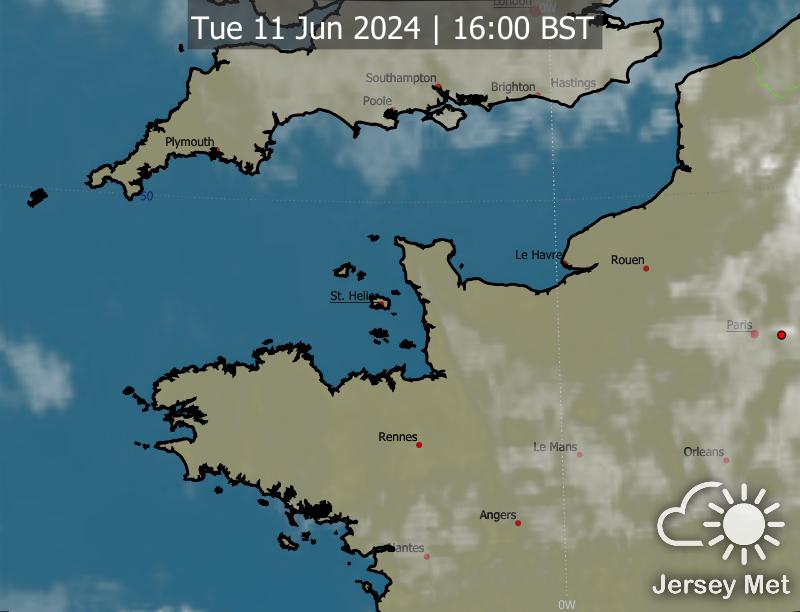 London
0W
Tue 11 Jun 2024 | 16:00 BST
Southampton
Brighton
Hastings
Poole
Plymouth
50
Le Havre
Rouen
St. Helier
Paris
Rennes
Le Mans
Orleans
Angers
Nantes
Jersey Met
0W